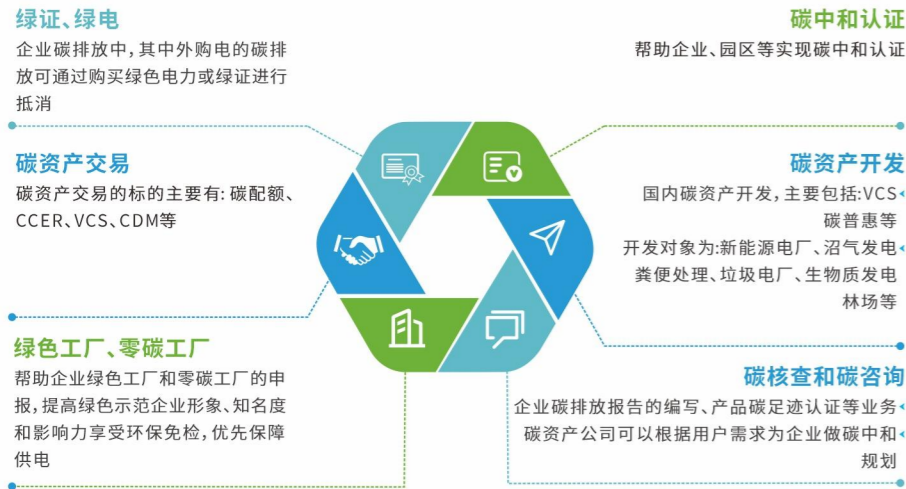 绿证、绿电
企业碳排放中,其中外购电的碳排
放可通过购买绿色电力或绿证进行
抵消
碳资产交易
碳资产交易的标的主要有: 碳配额、
CCER、VCS、CDM等
绿色工厂、零碳工厂
帮助企业绿色工厂和零碳工厂的申
报,提高绿色示范企业形象、知名度
和影响力享受环保免检,优先保障
供电
碳中和认证
帮助企业、园区等实现碳中和认证
碳资产开发
国内碳资产开发,主要包括:VCS
碳普惠等
开发对象为:新能源电厂、沼气发电
粪便处理、垃圾电厂、生物质发电
林场等
碳核查和碳咨询
企业碳排放报告的编写、产品碳足迹认证等业务
碳资产公司可以根据用户需求为企业做碳中和
规划